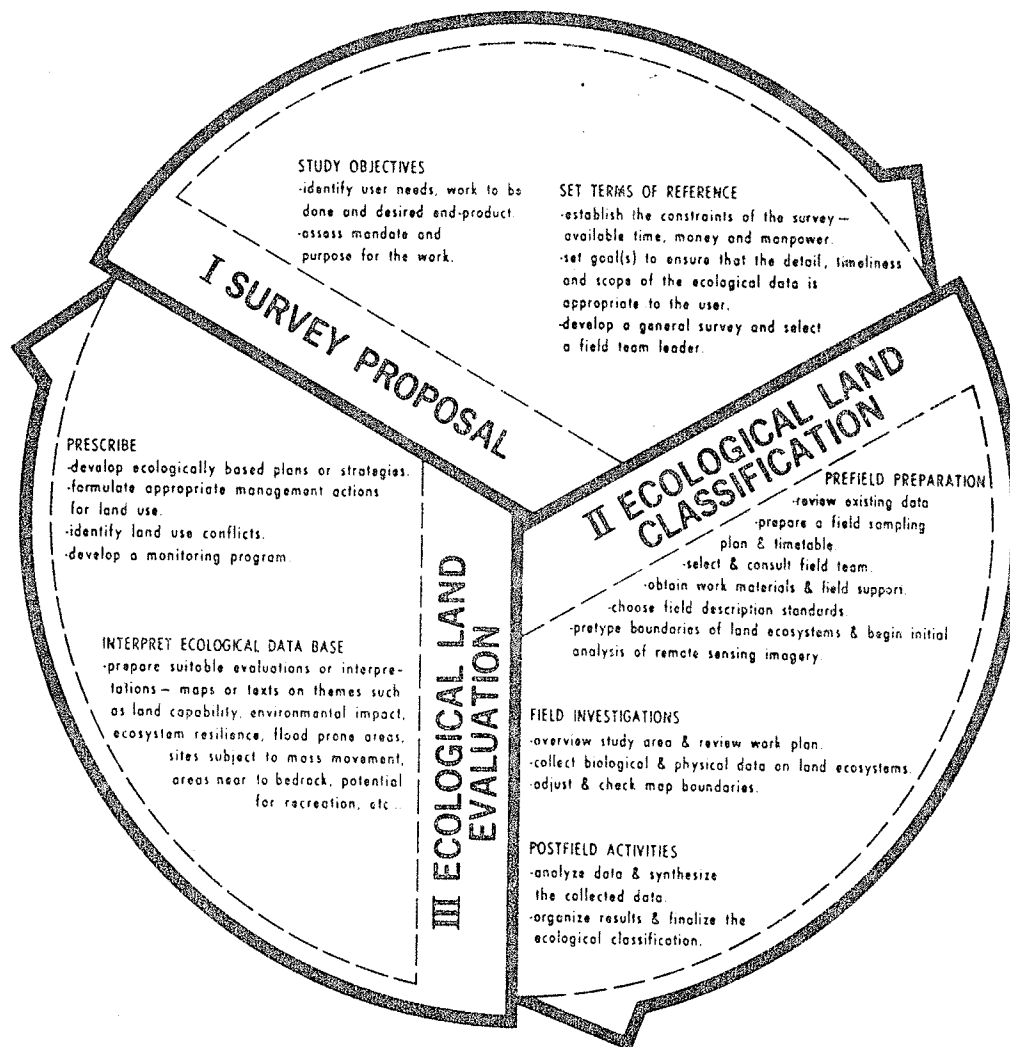 STUDY OBJECTIVES
-identify user needs, work to be
done and desired end-product.
-assess mandate and
purpose for the work.
SET TERMS OF REFERENCE
-establish the constraints of the survey —
available time, money and manpower.
-set goal(s) to ensure that the detail, timeliness
and scope of the ecological data is
appropriate to the user.
-develop a general survey and select
a field team leader.
I SURVEY PROPOSAL
II ECOLOGICAL LAND
CLASSIFICATION
PREFIELD PREPARATION
-review existing data
-prepare a field sampling
plan & timetable.
-select & consult field team.
-obtain work materials & field support.
-choose field description standards.
-pretype boundaries of land ecosystems & begin initial
analysis of remote sensing imagery.
FIELD INVESTIGATIONS
-overview study area & review work plan.
-collect biological & physical data on land ecosystems.
-adjust & check map boundaries.
POSTFIELD ACTIVITIES
-analyze data & synthesize
the collected data.
-organize results & finalize the
ecological classification.
III ECOLOGICAL LAND
EVALUATION
PRESCRIBE
-develop ecologically based plans or strategies.
-formulate appropriate management actions
for land use.
-identify land use conflicts.
-develop a monitoring program.
INTERPRET ECOLOGICAL DATA BASE
-prepare suitable evaluations or interpre-
tations — maps or texts on themes such
as land capability, environmental impact,
ecosystem resilience, flood prone areas,
sites subject to mass movement,
areas near to bedrock, potential
for recreation, etc...